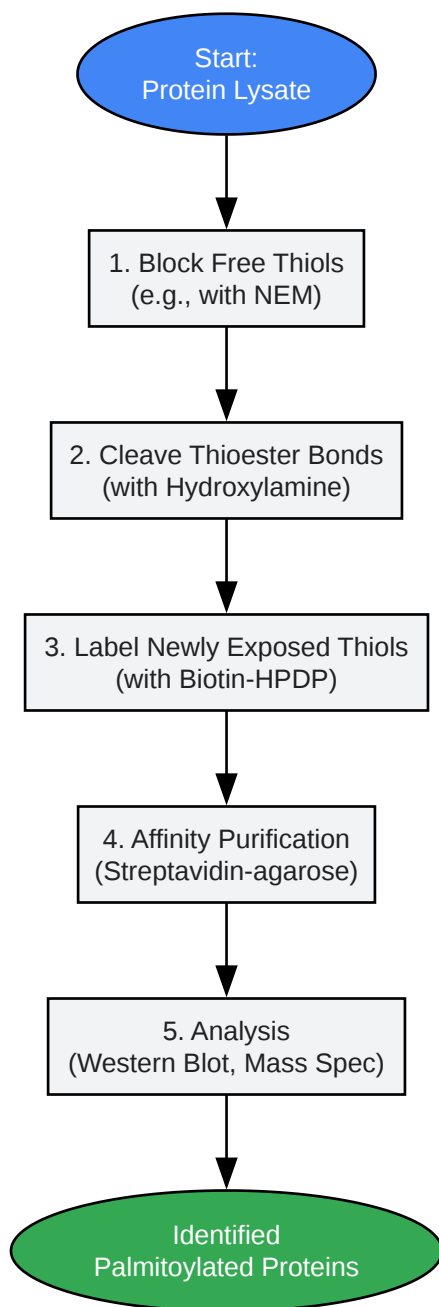 Start:
Protein Lysate
1. Block Free Thiols
(e.g., with NEM)
2. Cleave Thioester Bonds
(with Hydroxylamine)
3. Label Newly Exposed Thiols
(with Biotin-HPDP)
4. Affinity Purification
(Streptavidin-agarose)
5. Analysis
(Western Blot, Mass Spec)
Identified
Palmitoylated Proteins